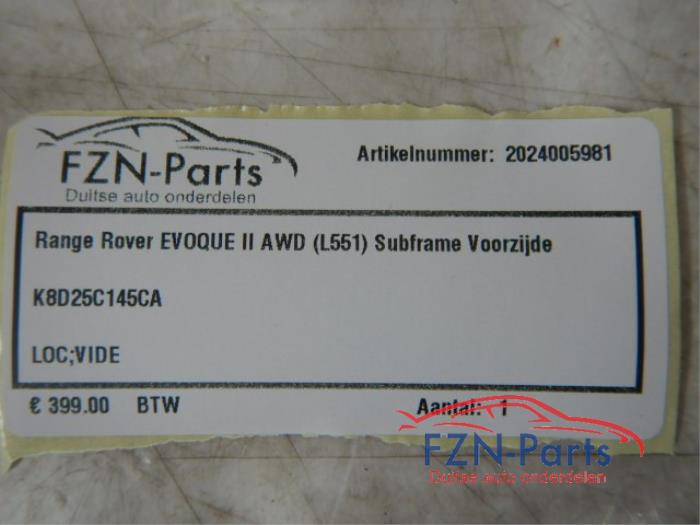 FZN-Parts
Duitse auto onderdelen
Artikelnummer: 2024005981
Range Rover EVOQUE II AWD (L551) Subframe Voorzijde
K8D25C145CA
LOC;VIDE
€ 399.00 BTW Aantal: 1
FZN-Parts
Duitse auto onderdelen